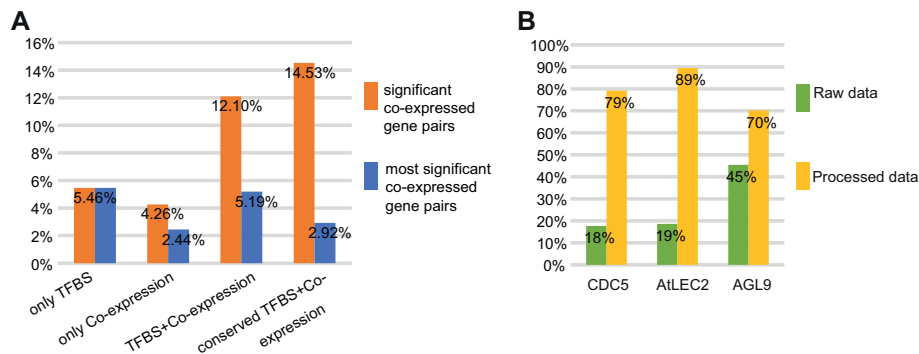 A
16%
14%
12%
10%
8%
6%
4%
2%
0%
5.46%
4.26%
2.44%
12.10%
5.19%
14.53%
2.92%
only TFBS
only Co-expression
TFBS+Co-expression
conserved TFBS+Co-
expression
significant
co-expressed
gene pairs
most significant
co-expressed
gene pairs
B
100%
90%
80%
70%
60%
50%
40%
30%
20%
10%
0%
18%
79%
19%
89%
45%
70%
CDC5
AtLEC2
AGL9
Raw data
Processed data